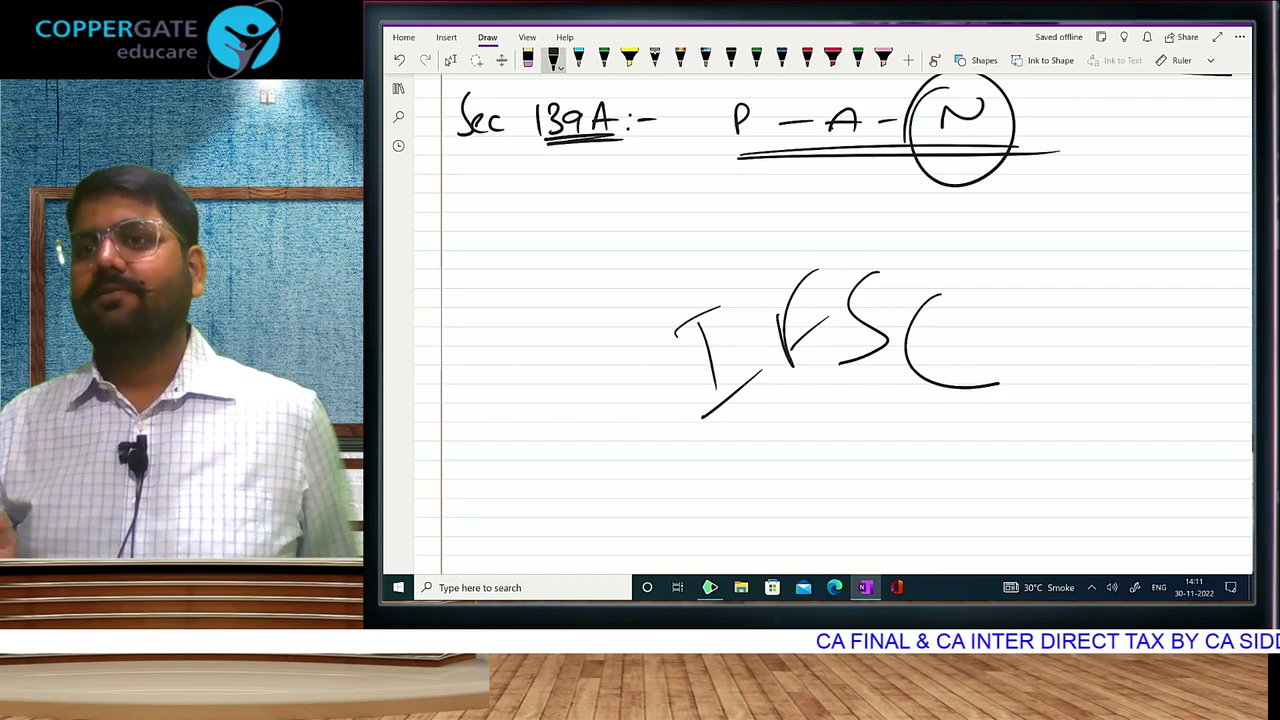 COPPERGATE
educare
Home Insert Draw View Help
Saved offline Share
Shapes Ink to Shape Ink to Text Ruler
Sec 139A:- P - A - N
IFSC
Type here to search
30°C Smoke ENG 14:11
30-11-2022
CA FINAL & CA INTER DIRECT TAX BY CA SIDD